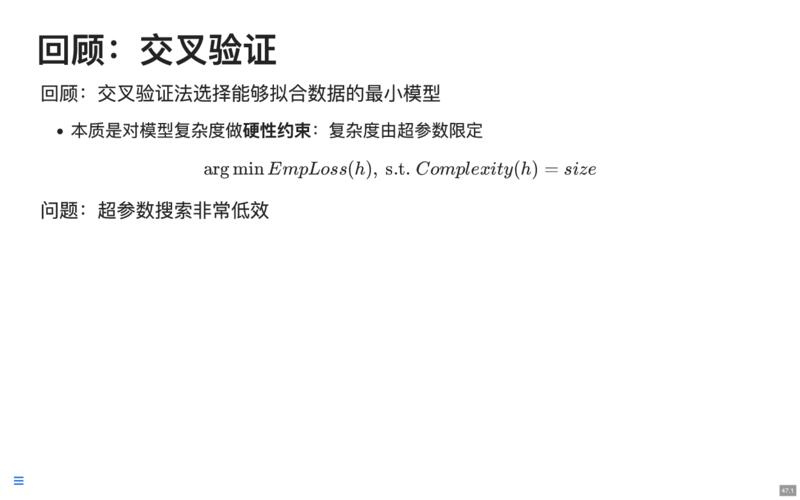 回顾：交叉验证
回顾：交叉验证法选择能够拟合数据的最小模型
• 本质是对模型复杂度做硬性约束：复杂度由超参数限定
arg min EmpLoss(h), s.t. Complexity(h) = size
问题：超参数搜索非常低效
47.1